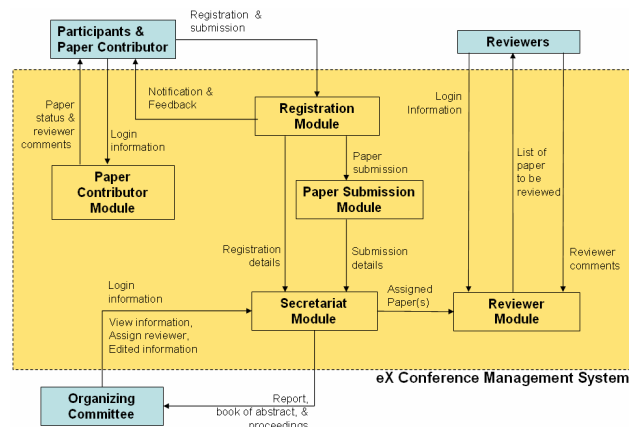 Registration &
submission
Participants &
Paper Contributor
Reviewers
Notification &
Feedback
Paper
status &
reviewer
comments
Login
information
Registration
Module
Login
Information
List of
paper
to be
reviewed
Paper
submission
Paper
Contributor
Module
Paper Submission
Module
Registration
details
Submission
details
Reviewer
comments
Login
information
View information,
Assign reviewer,
Edited information
Secretariat
Module
Assigned
Paper(s)
Reviewer
Module
eX Conference Management System
Organizing
Committee
Report,
book of abstract, &
proceedings